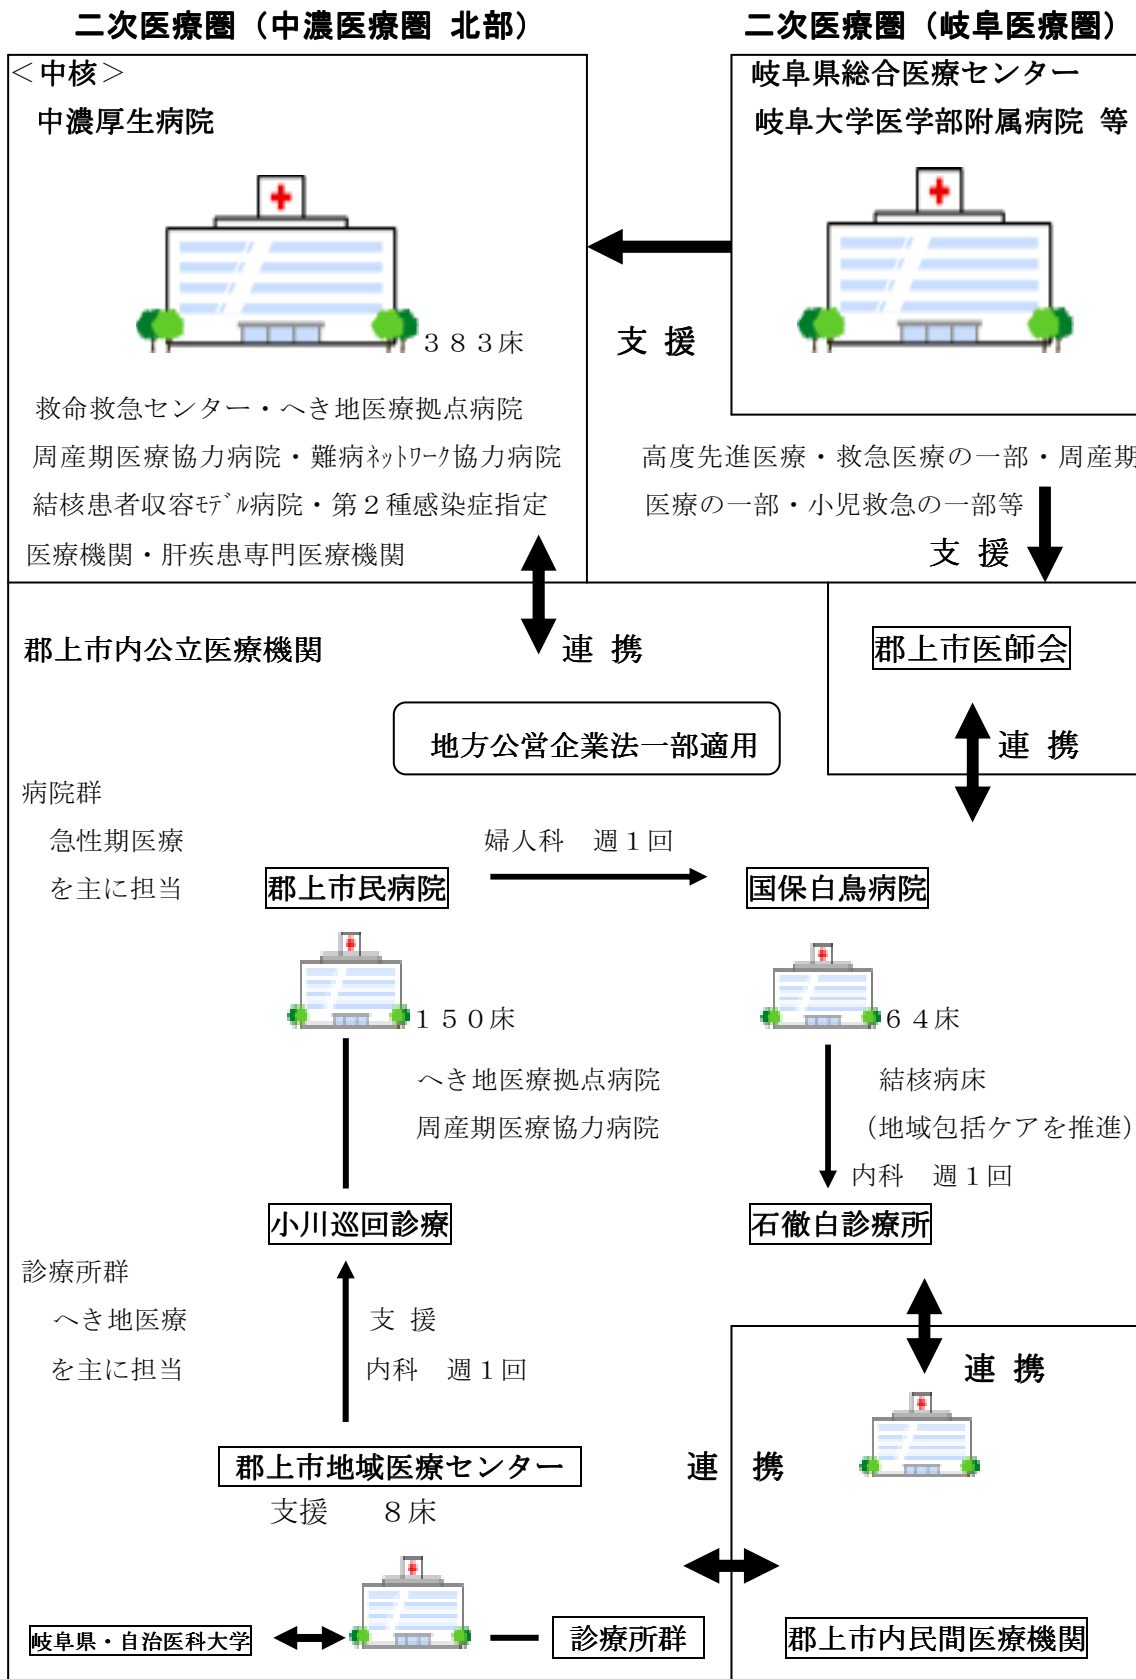 二次医療圏（中濃医療圏 北部）
二次医療圏（岐阜医療圏）
＜中核＞
中濃厚生病院
岐阜県総合医療センター
岐阜大学医学部附属病院 等
３８３床
支 援
救命救急センター・へき地医療拠点病院
周産期医療協力病院・難病ﾈｯﾄﾜｰｸ協力病院
結核患者収容ﾓﾃﾞﾙ病院・第２種感染症指定
医療機関・肝疾患専門医療機関
高度先進医療・救急医療の一部・周産期
医療の一部・小児救急の一部等
支 援
郡上市内公立医療機関
連 携
郡上市医師会
地方公営企業法一部適用
連 携
病院群
急性期医療
を主に担当
婦人科　週１回
郡上市民病院
国保白鳥病院
１５０床
６４床
へき地医療拠点病院
周産期医療協力病院
結核病床
（地域包括ケアを推進）
内科　週１回
小川巡回診療
石徹白診療所
診療所群
へき地医療
を主に担当
支 援
内科　週１回
連 携
郡上市地域医療センター
連 携
支援　　８床
岐阜県・自治医科大学
診療所群
郡上市内民間医療機関